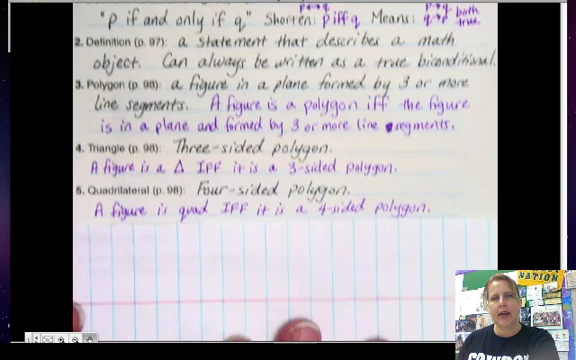 p↔q
"p if and only if q" Shorten: p iff q Means: p→q q→p both true.
2. Definition (p. 97): a statement that describes a math
object. Can always be written as a true biconditional.
3. Polygon (p. 98): a figure in a plane formed by 3 or more
line segments. A figure is a polygon iff the figure
is in a plane and formed by 3 or more line segments.
4. Triangle (p. 98): Three-sided polygon.
A figure is a Δ IFF it is a 3-sided polygon.
5. Quadrilateral (p. 98): Four-sided polygon.
A figure is quad IFF it is a 4-sided polygon.
NATION